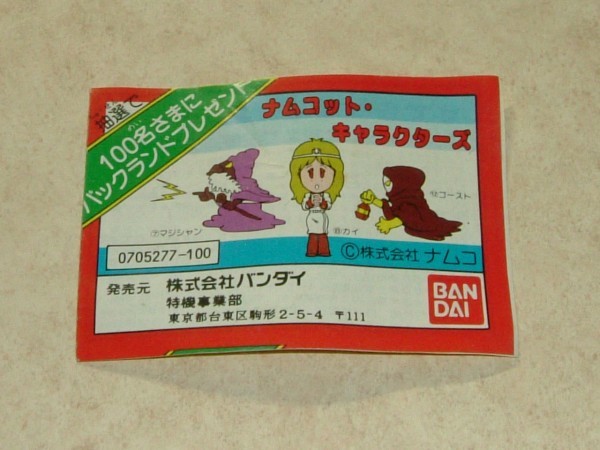 抽選で
100名さまに
バックランドプレゼント
ナムコット・
キャラクターズ
マジシャン
カイ
ゴースト
©株式会社 ナムコ
0705277-100
発売元 株式会社バンダイ
特機事業部
東京都台東区駒形2-5-4 〒111
BAN
DAI